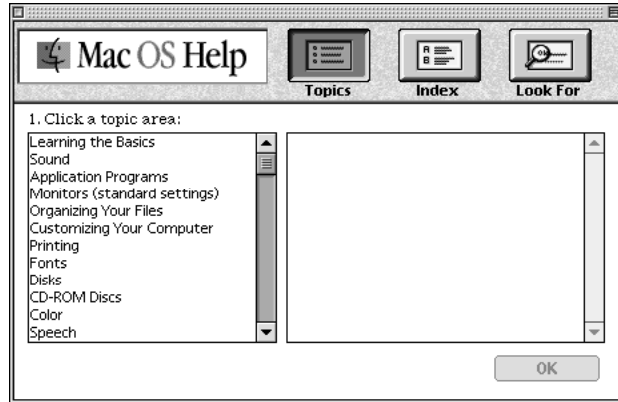 Mac OS Help
Topics
Index
Look For
1. Click a topic area:
Learning the Basics
Sound
Application Programs
Monitors (standard settings)
Organizing Your Files
Customizing Your Computer
Printing
Fonts
Disks
CD-ROM Discs
Color
Speech
OK